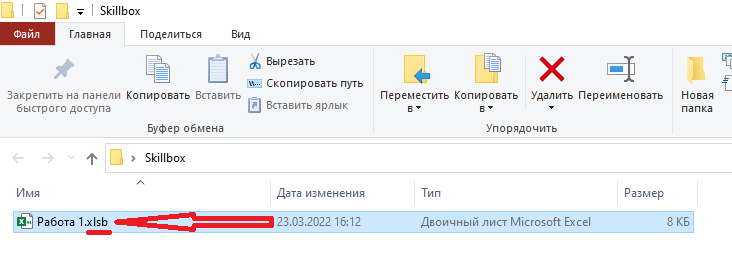 Skillbox
Файл Главная Поделиться Вид
Закрепить на панели быстрого доступа
Копировать
Вставить
Вырезать
Скопировать путь
Вставить ярлык
Переместить в
Копировать в
Удалить
Переименовать
Новая папка
Буфер обмена
Упорядочить
Skillbox
Имя Дата изменения Тип Размер
Работа 1.xlsb 23.03.2022 16:12 Двоичный лист Microsoft Excel 8 КБ